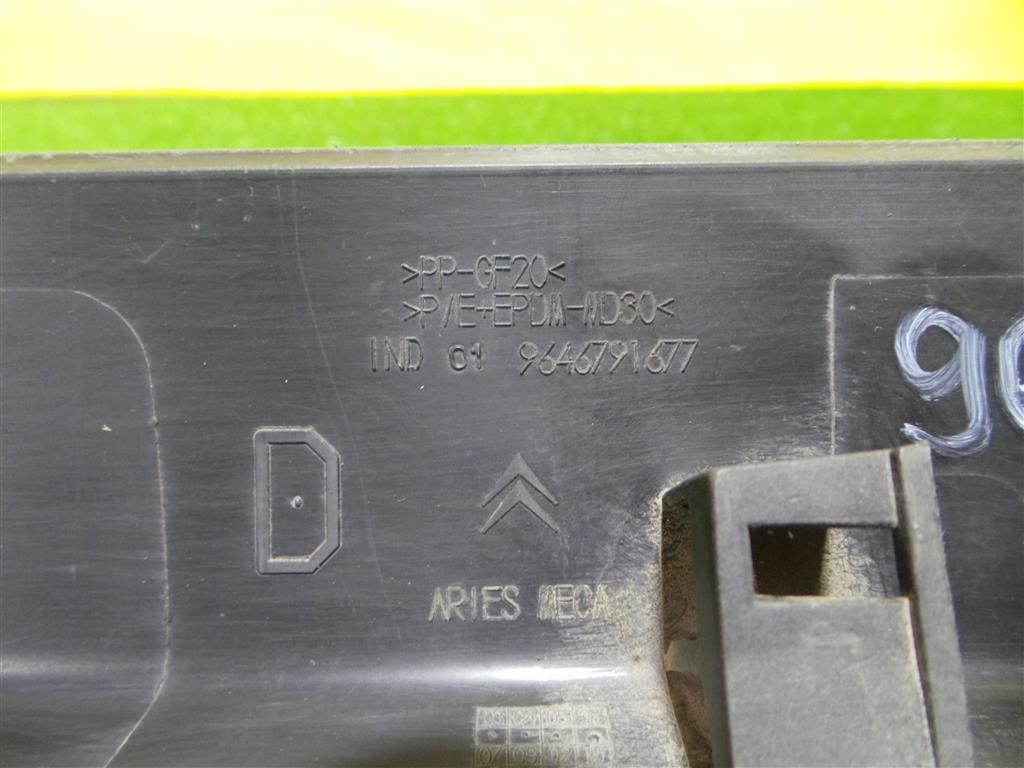 >PP-GF20<
>P/E+EPDM-MD30<
IND 01 9646791677
D
ARIES MECA